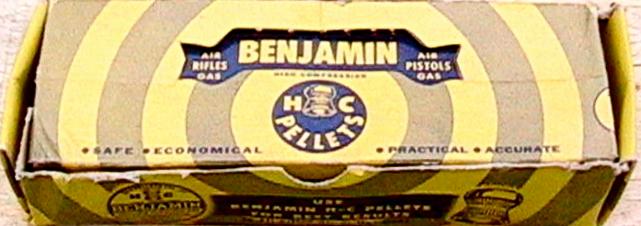 AIR RIFLES GAS
BENJAMIN
AIR PISTOLS GAS
HIGH COMPRESSION
H C
PELLETS
• SAFE • ECONOMICAL
• PRACTICAL • ACCURATE
H C
BENJAMIN
USE
BENJAMIN H-C PELLETS
FOR BEST RESULTS